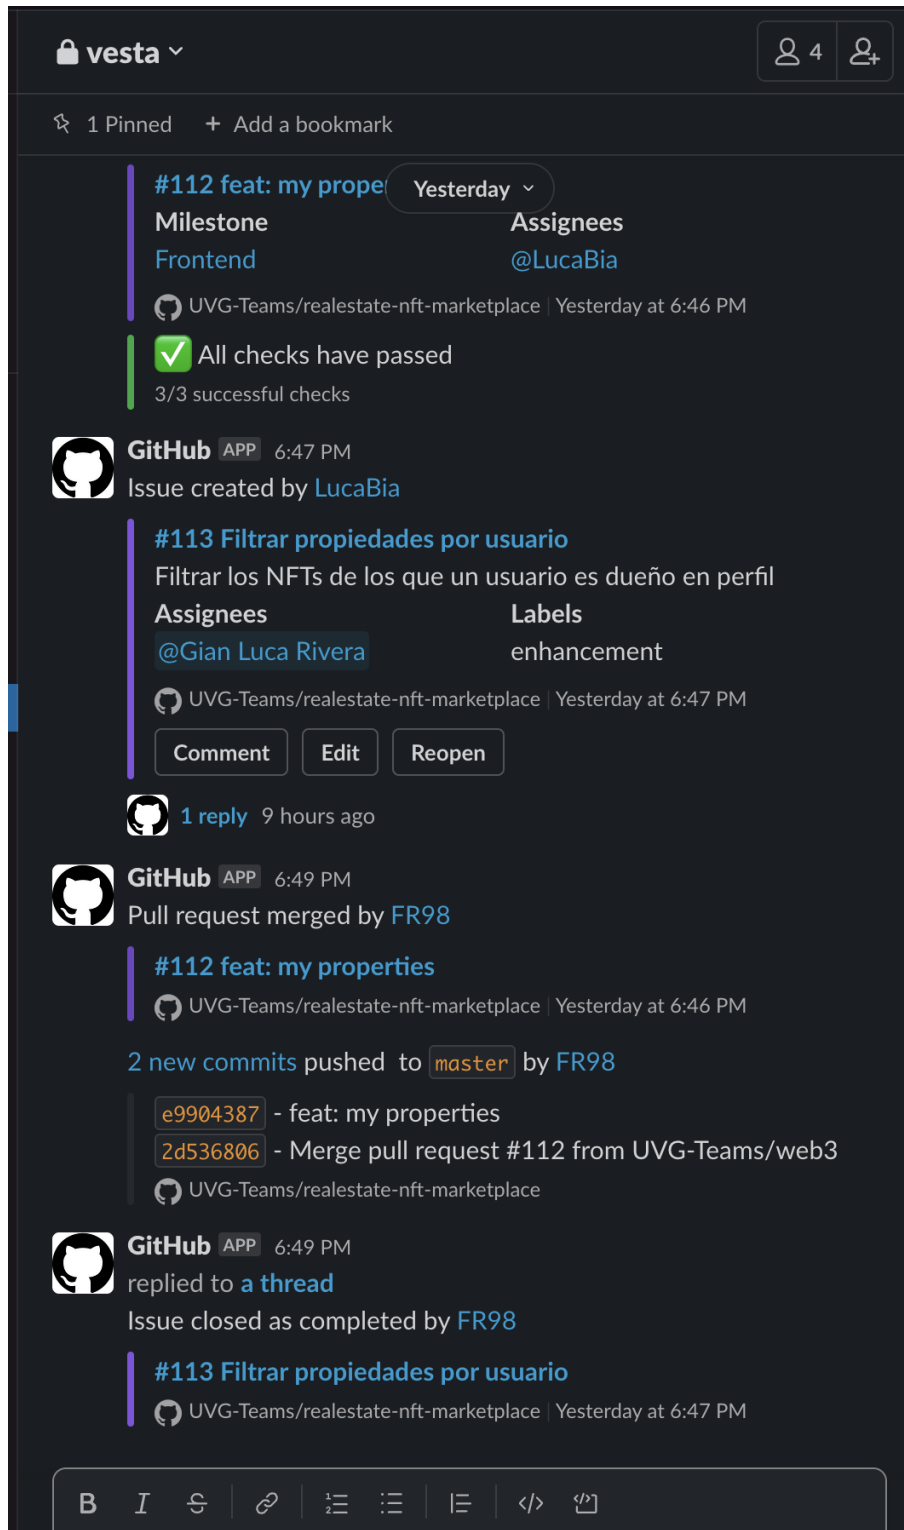 vesta
4
1 Pinned + Add a bookmark
#112 feat: my prope
Yesterday
Milestone Assignees
Frontend @LucaBia
UVG-Teams/realestate-nft-marketplace | Yesterday at 6:46 PM
All checks have passed
3/3 successful checks
GitHub APP 6:47 PM
Issue created by LucaBia
#113 Filtrar propiedades por usuario
Filtrar los NFTs de los que un usuario es dueño en perfil
Assignees Labels
@Gian Luca Rivera enhancement
UVG-Teams/realestate-nft-marketplace | Yesterday at 6:47 PM
Comment Edit Reopen
1 reply 9 hours ago
GitHub APP 6:49 PM
Pull request merged by FR98
#112 feat: my properties
UVG-Teams/realestate-nft-marketplace | Yesterday at 6:46 PM
2 new commits pushed to master by FR98
e9904387 - feat: my properties
2d536806 - Merge pull request #112 from UVG-Teams/web3
UVG-Teams/realestate-nft-marketplace
GitHub APP 6:49 PM
replied to a thread
Issue closed as completed by FR98
#113 Filtrar propiedades por usuario
UVG-Teams/realestate-nft-marketplace | Yesterday at 6:47 PM
B I S